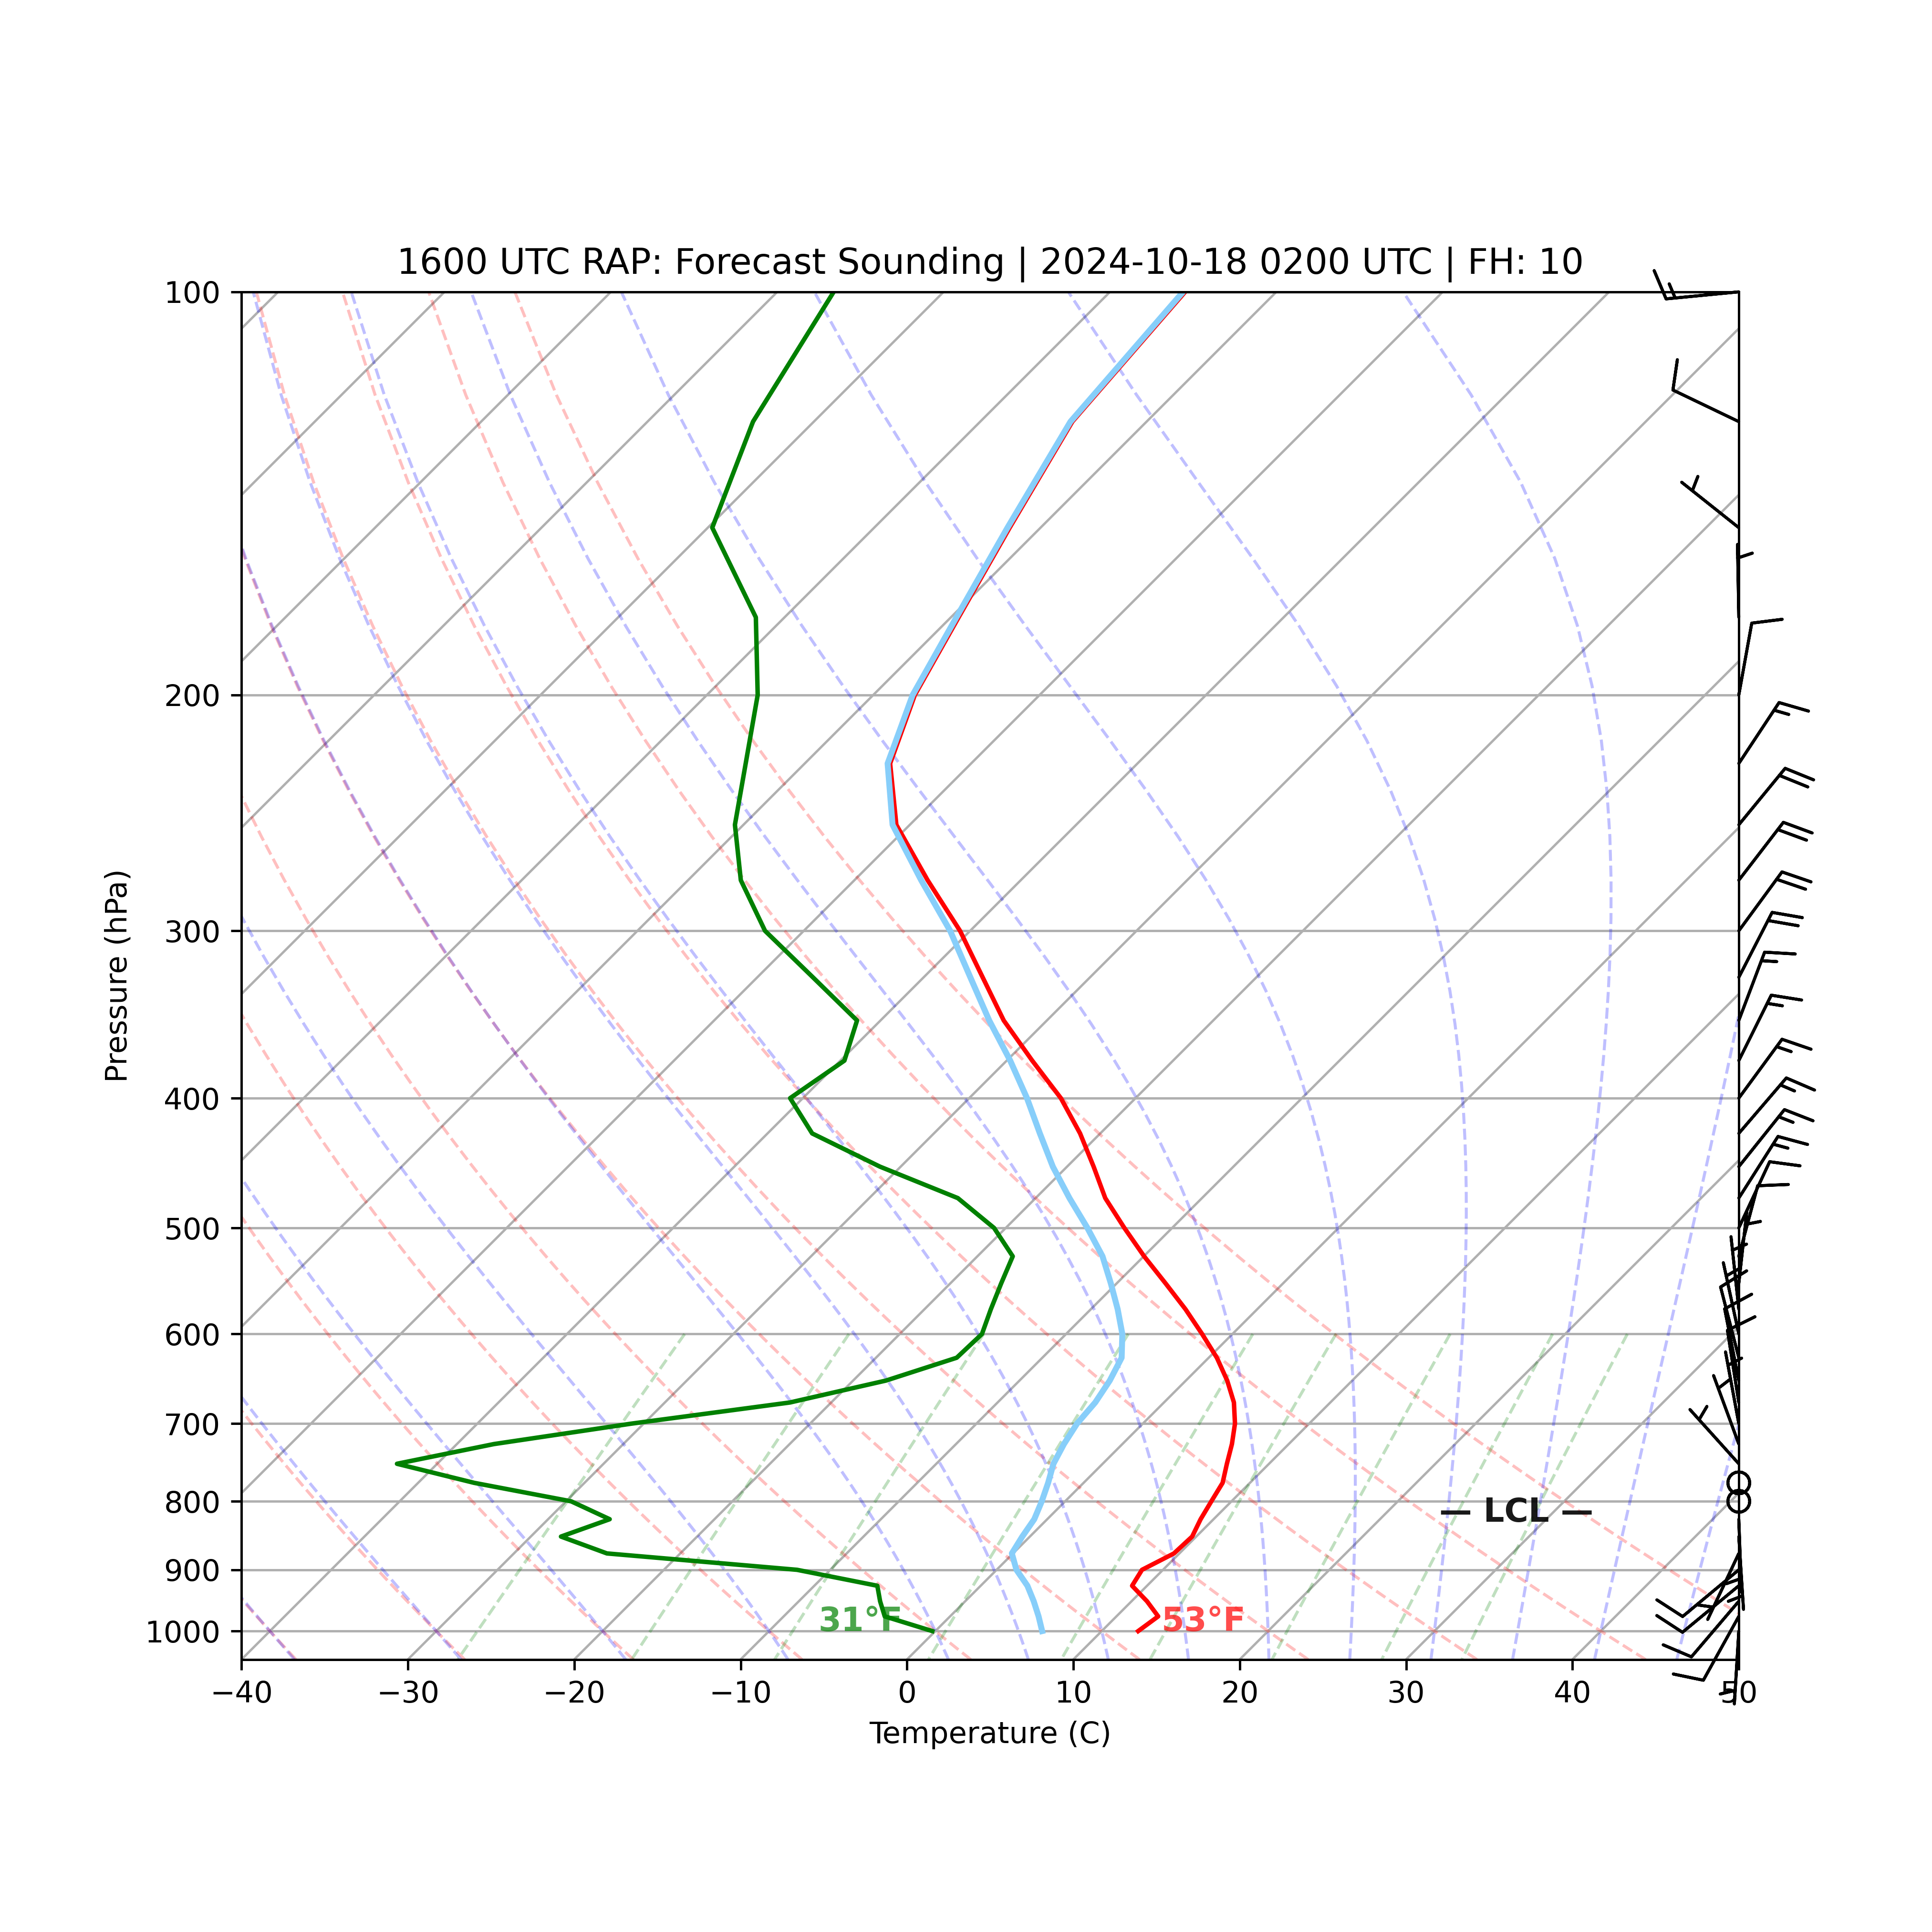 1600 UTC RAP: Forecast Sounding | 2024-10-18 0200 UTC | FH: 10
100
200
300
400
500
600
700
800
900
1000
Pressure (hPa)
— LCL —
31°F
53°F
−40 −30 −20 −10 0 10 20 30 40 50
Temperature (C)